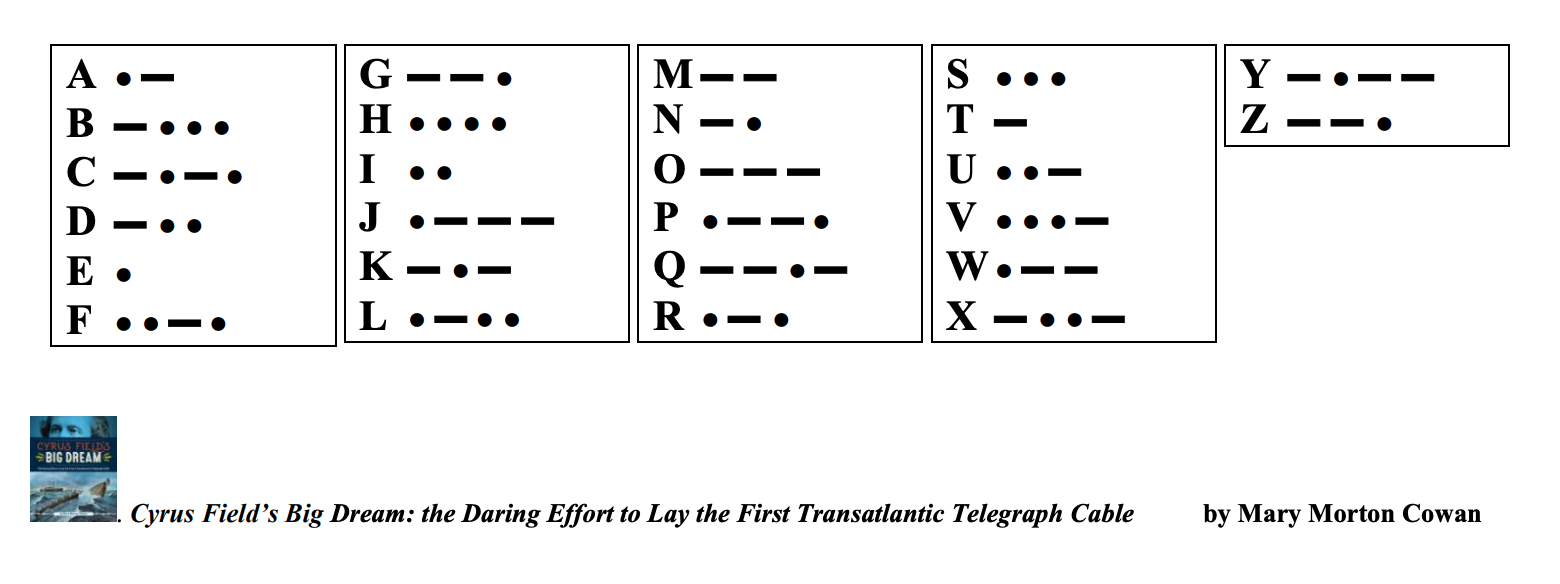 A •—
B —•••
C —•—•
D —••
E •
F ••—•
G ——•
H ••••
I ••
J •———
K —•—
L •—••
M——
N —•
O ———
P •——•
Q ——•—
R •—•
S •••
T —
U ••—
V •••—
W•——
X —••—
Y —•——
Z ——•
CYRUS FIELD'S
BIG DREAM
. Cyrus Field’s Big Dream: the Daring Effort to Lay the First Transatlantic Telegraph Cable by Mary Morton Cowan